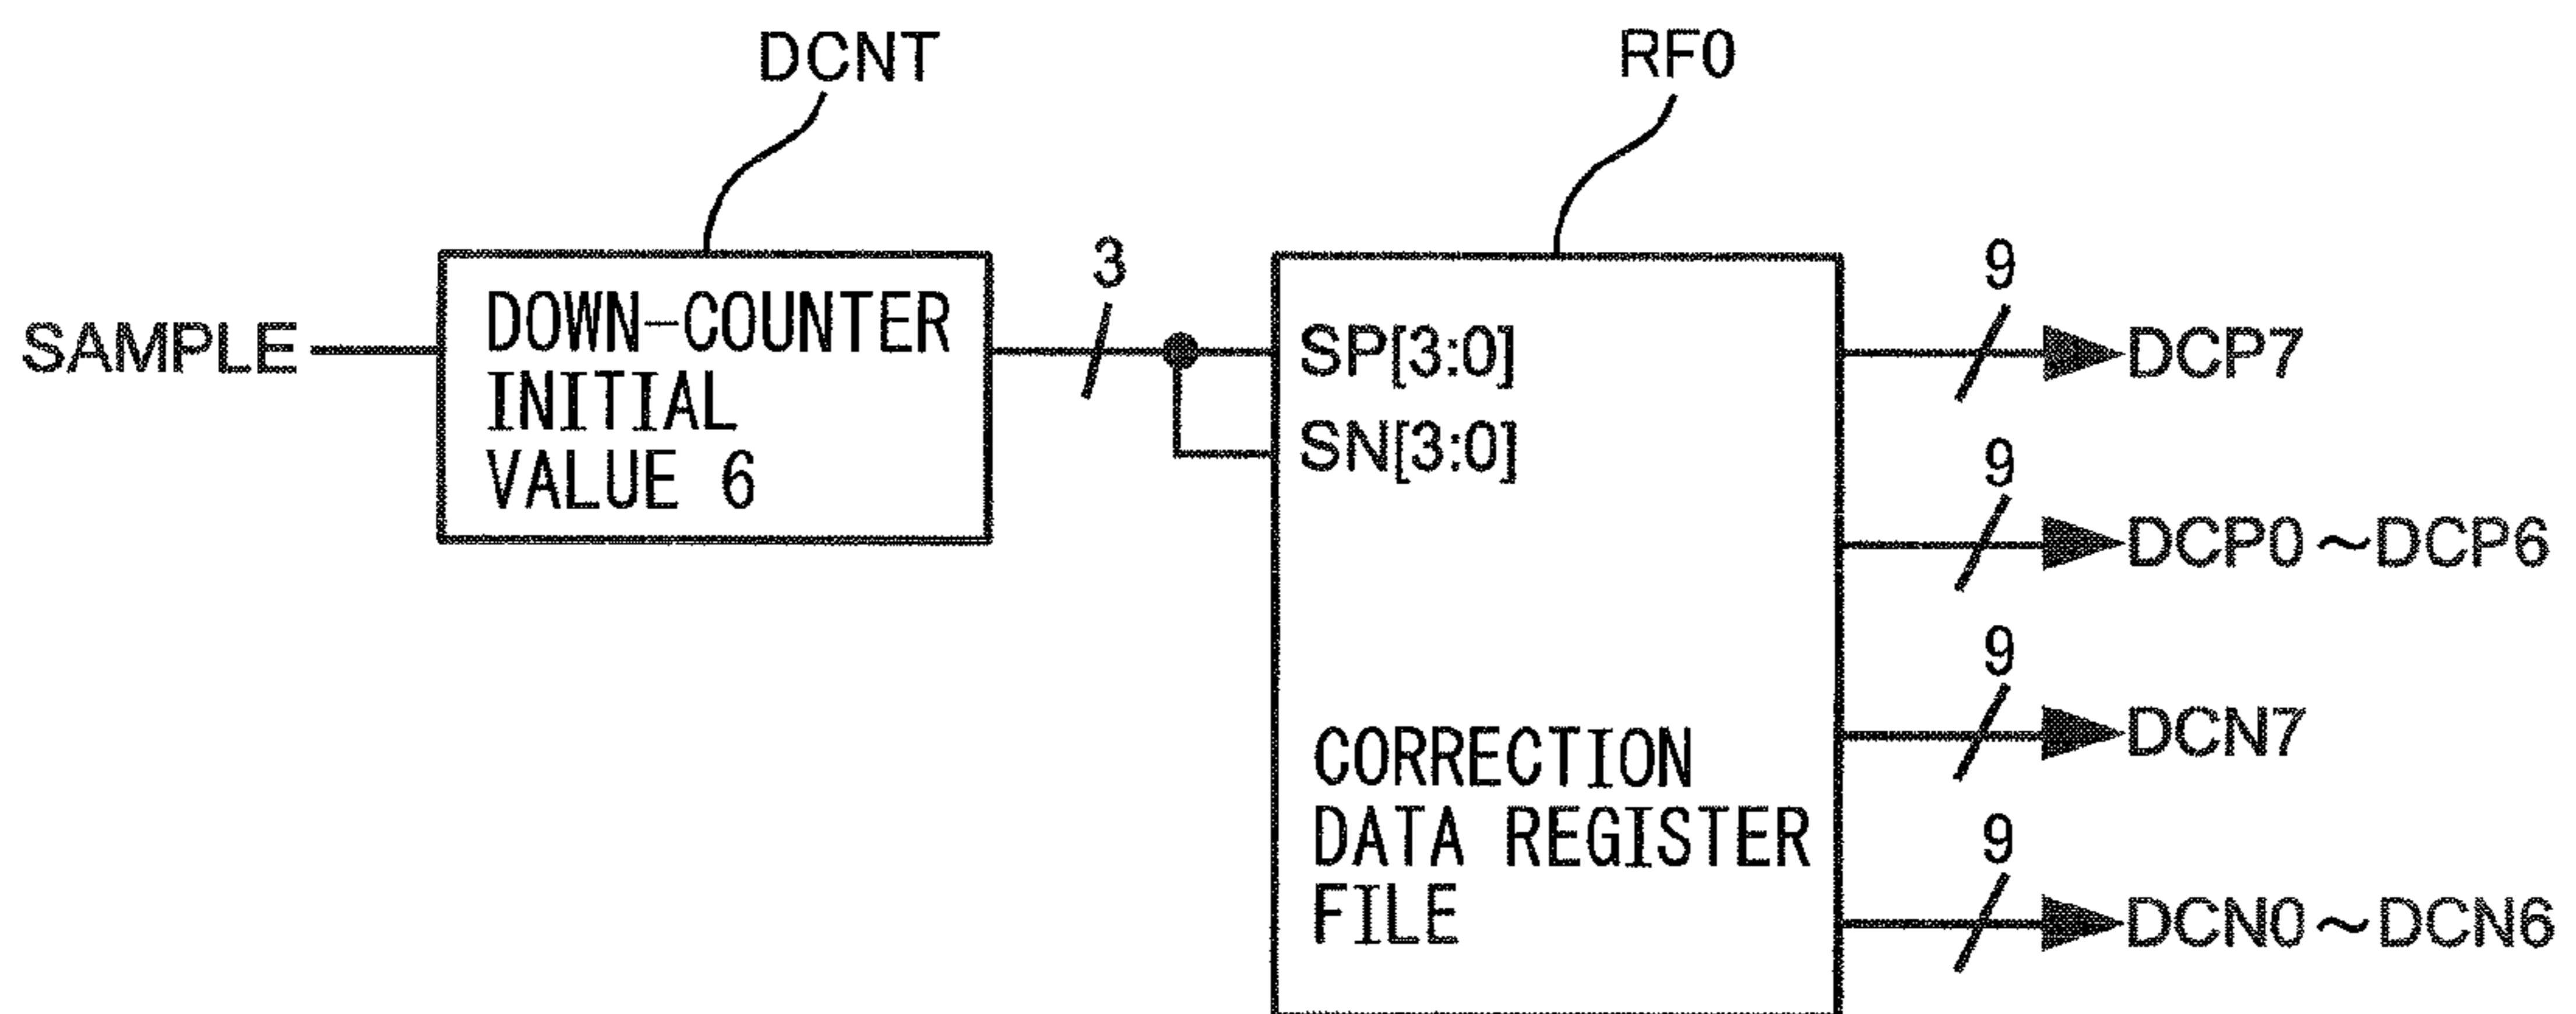 DCNT
RF0
SAMPLE
DOWN-COUNTER
INITIAL
VALUE 6
3
SP[3:0]
SN[3:0]
CORRECTION
DATA REGISTER
FILE
9
DCP7
9
DCP0~DCP6
9
DCN7
9
DCN0~DCN6